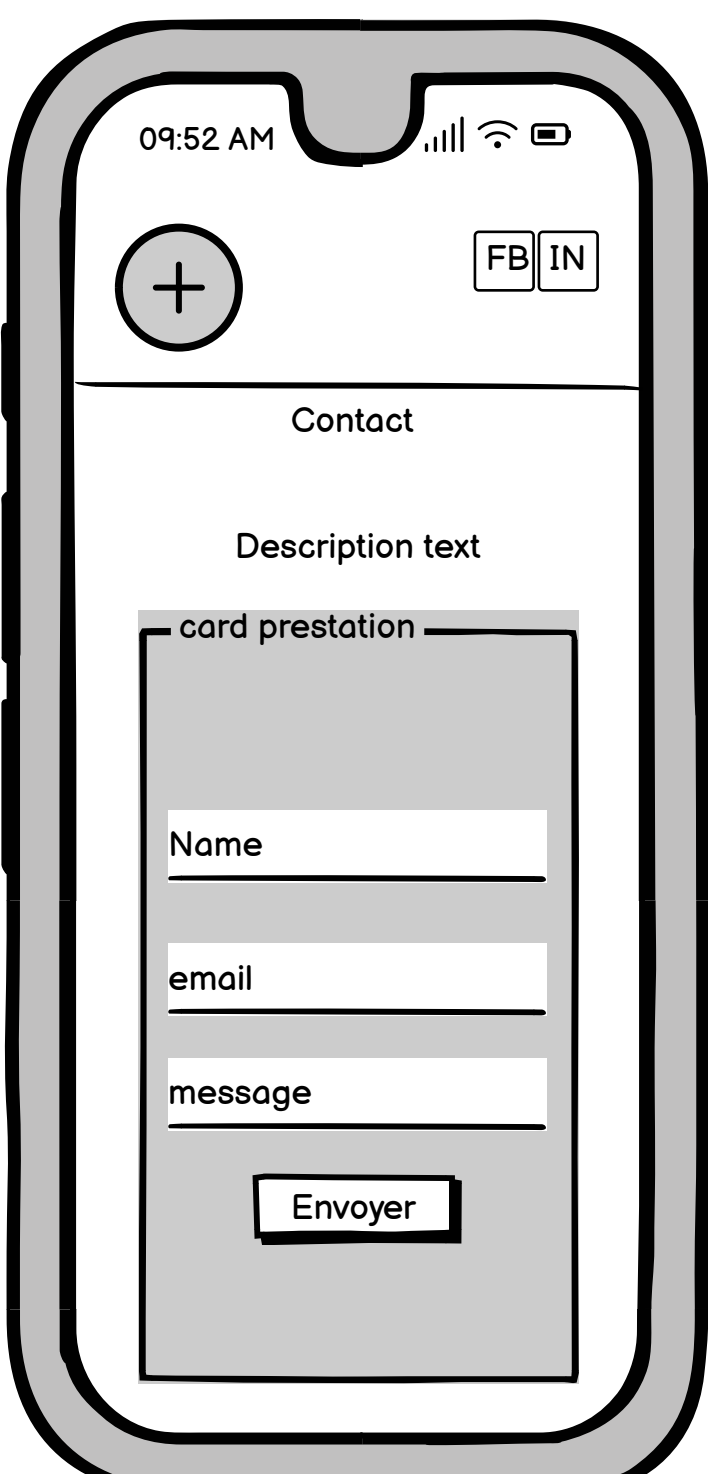 09:52 AM
FB IN
Contact
Description text
card prestation
Name
email
message
Envoyer